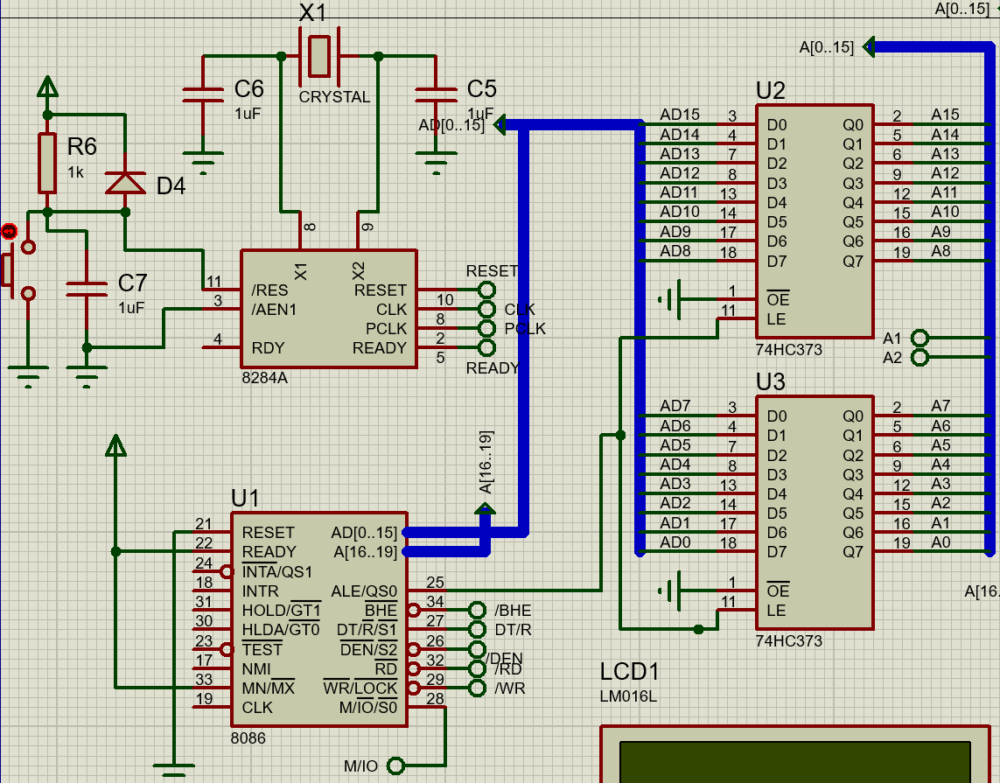 A[0..15]
X1
CRYSTAL
C6
1uF
C5
1uF
AD[0..15]
A[0..15]
R6
1k
D4
C7
1uF
8
9
X1
X2
11 /RES
3 /AEN1
4 RDY
RESET
CLK 10
PCLK 8
READY 2
5
RESET
CLK
PCLK
READY
8284A
U2
AD15 3 D0 Q0 2 A15
AD14 4 D1 Q1 5 A14
AD13 7 D2 Q2 6 A13
AD12 8 D3 Q3 9 A12
AD11 13 D4 Q4 12 A11
AD10 14 D5 Q5 15 A10
AD9 17 D6 Q6 16 A9
AD8 18 D7 Q7 19 A8
1 OE
11 LE
74HC373
A1
A2
U3
AD7 3 D0 Q0 2 A7
AD6 4 D1 Q1 5 A6
AD5 7 D2 Q2 6 A5
AD4 8 D3 Q3 9 A4
AD3 13 D4 Q4 12 A3
AD2 14 D5 Q5 15 A2
AD1 17 D6 Q6 16 A1
AD0 18 D7 Q7 19 A0
1 OE
11 LE
74HC373
A[16.
A[16..19]
U1
21 RESET AD[0..15]
22 READY A[16..19]
24 INTA/QS1
18 INTR ALE/QS0 25
31 HOLD/GT1 BHE 34 /BHE
30 HLDA/GT0 DT/R/S1 27 DT/R
23 TEST DEN/S2 26 /DEN
17 NMI RD 32 /RD
33 MN/MX WR/LOCK 29 /WR
19 CLK M/IO/S0 28
8086
M/IO
LCD1
LM016L